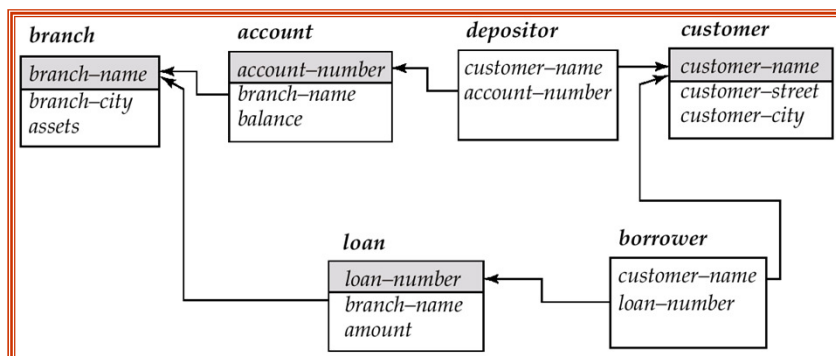 branch
branch–name
branch–city
assets
account
account–number
branch–name
balance
depositor
customer–name
account–number
customer
customer–name
customer–street
customer–city
loan
loan–number
branch–name
amount
borrower
customer–name
loan–number